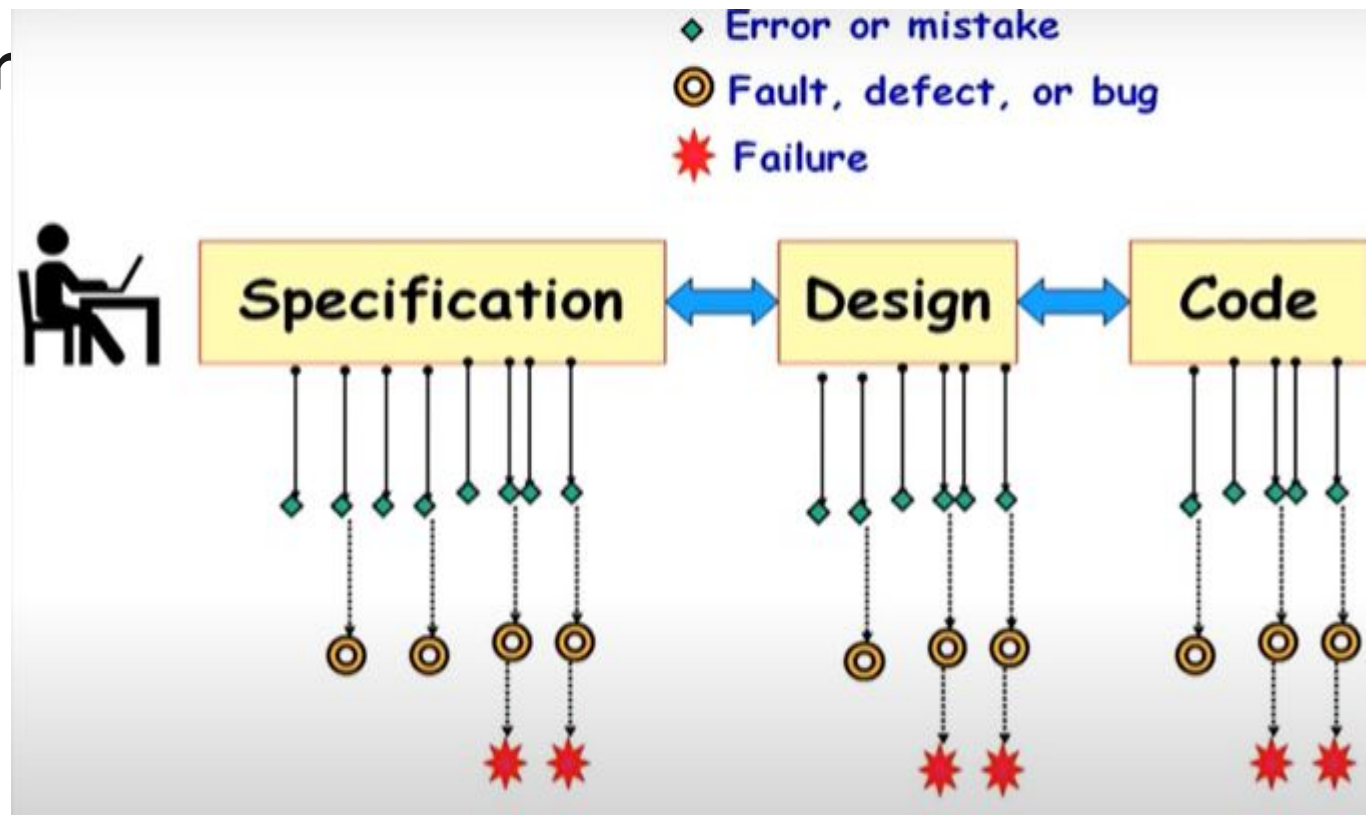 Error or mistake
Fault, defect, or bug
Failure
Specification
Design
Code